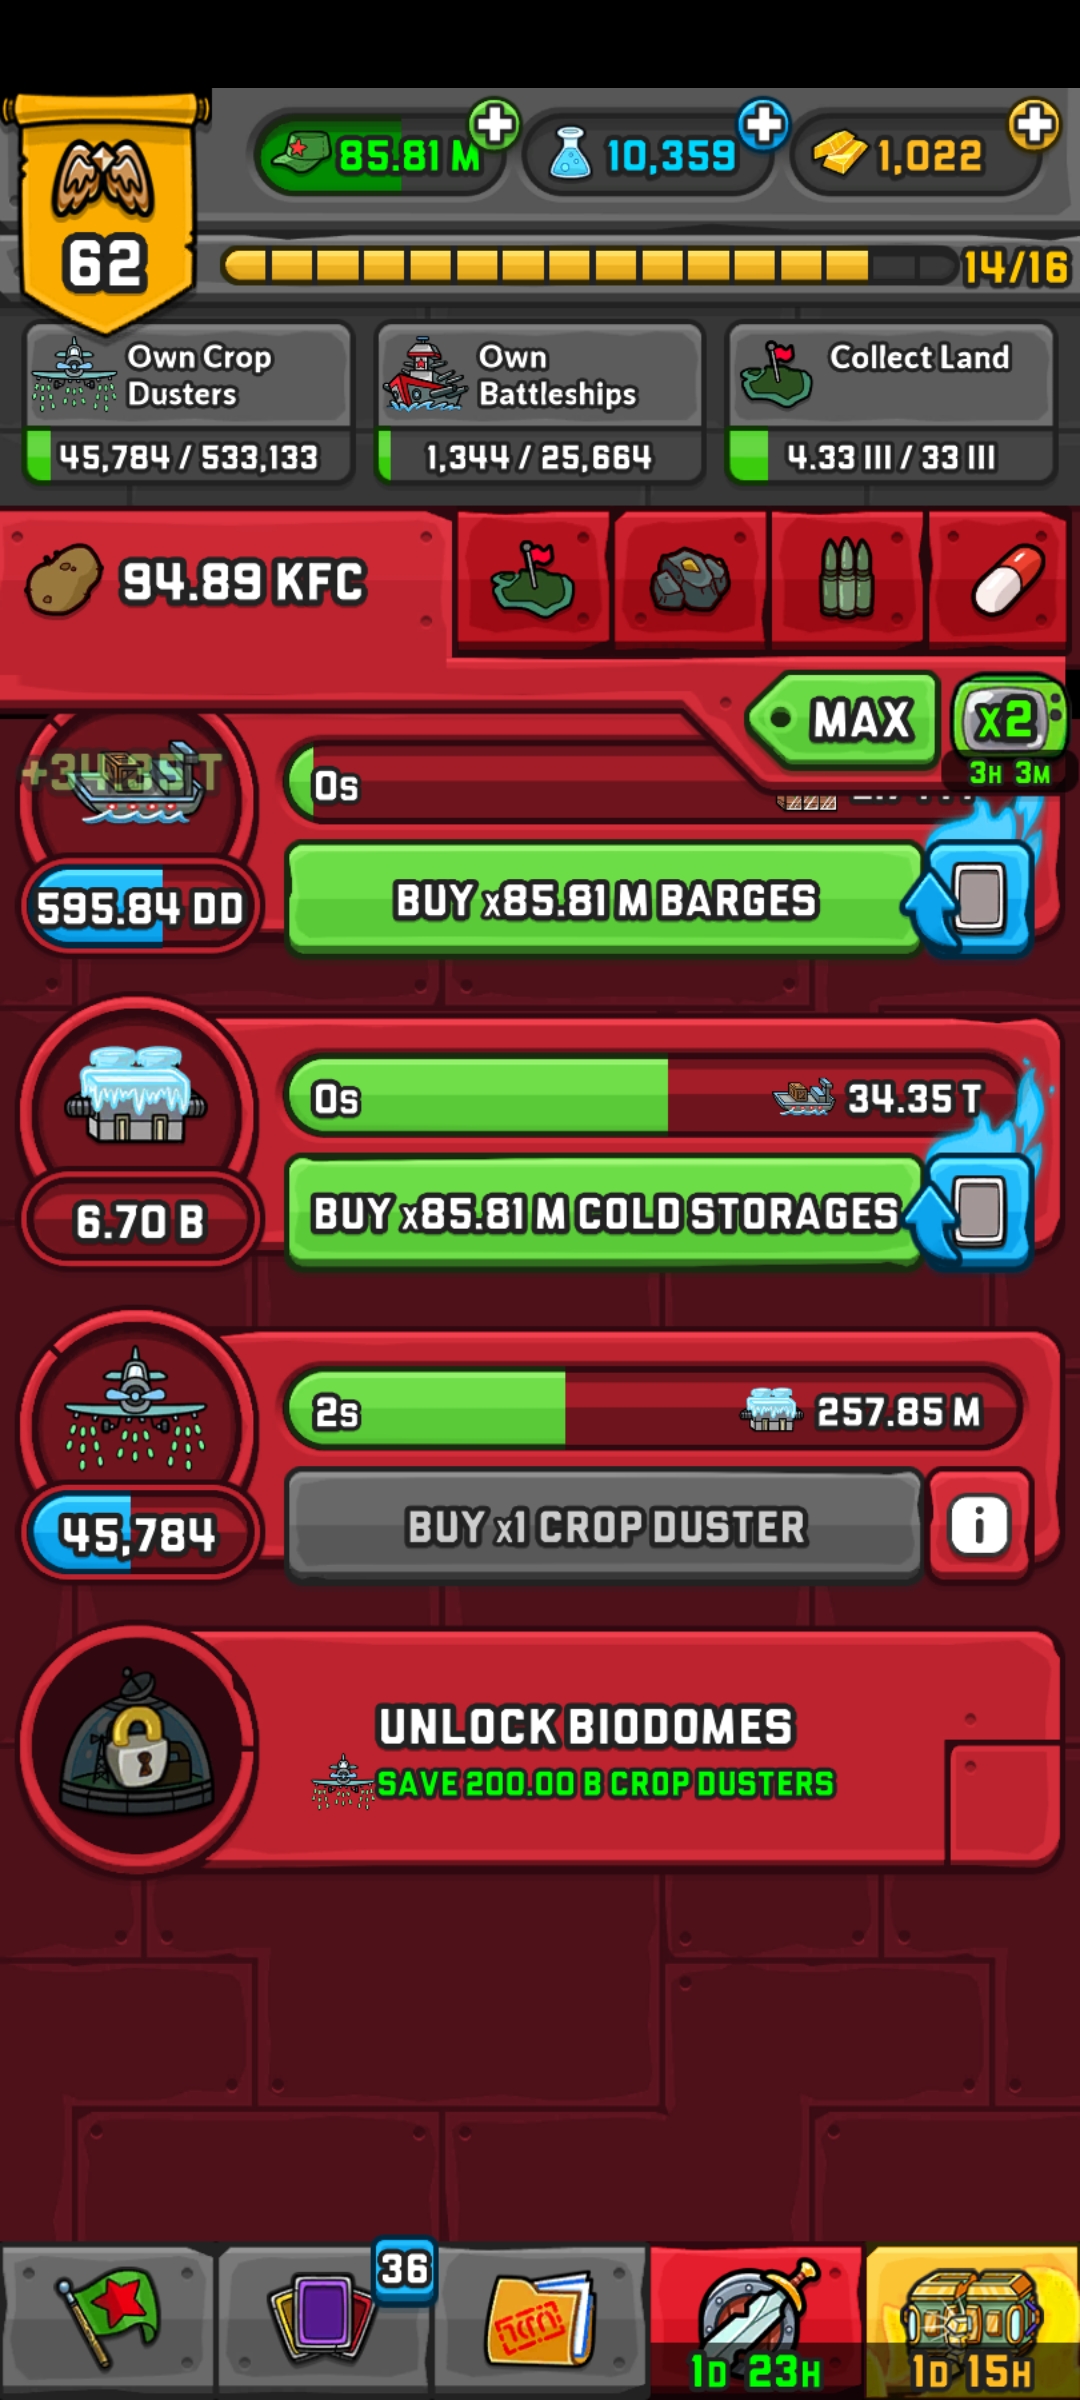 85.81 M
10,359
1,022
62
14/16
Own Crop Dusters
45,784 / 533,133
Own Battleships
1,344 / 25,664
Collect Land
4.33 III / 33 III
94.89 KFC
MAX
x2
3H 3M
0s
595.84 DD
BUY x85.81 M BARGES
0s
34.35 T
6.70 B
BUY x85.81 M COLD STORAGES
2s
257.85 M
45,784
BUY x1 CROP DUSTER
i
UNLOCK BIODOMES
SAVE 200.00 B CROP DUSTERS
36
1D 23H
1D 15H